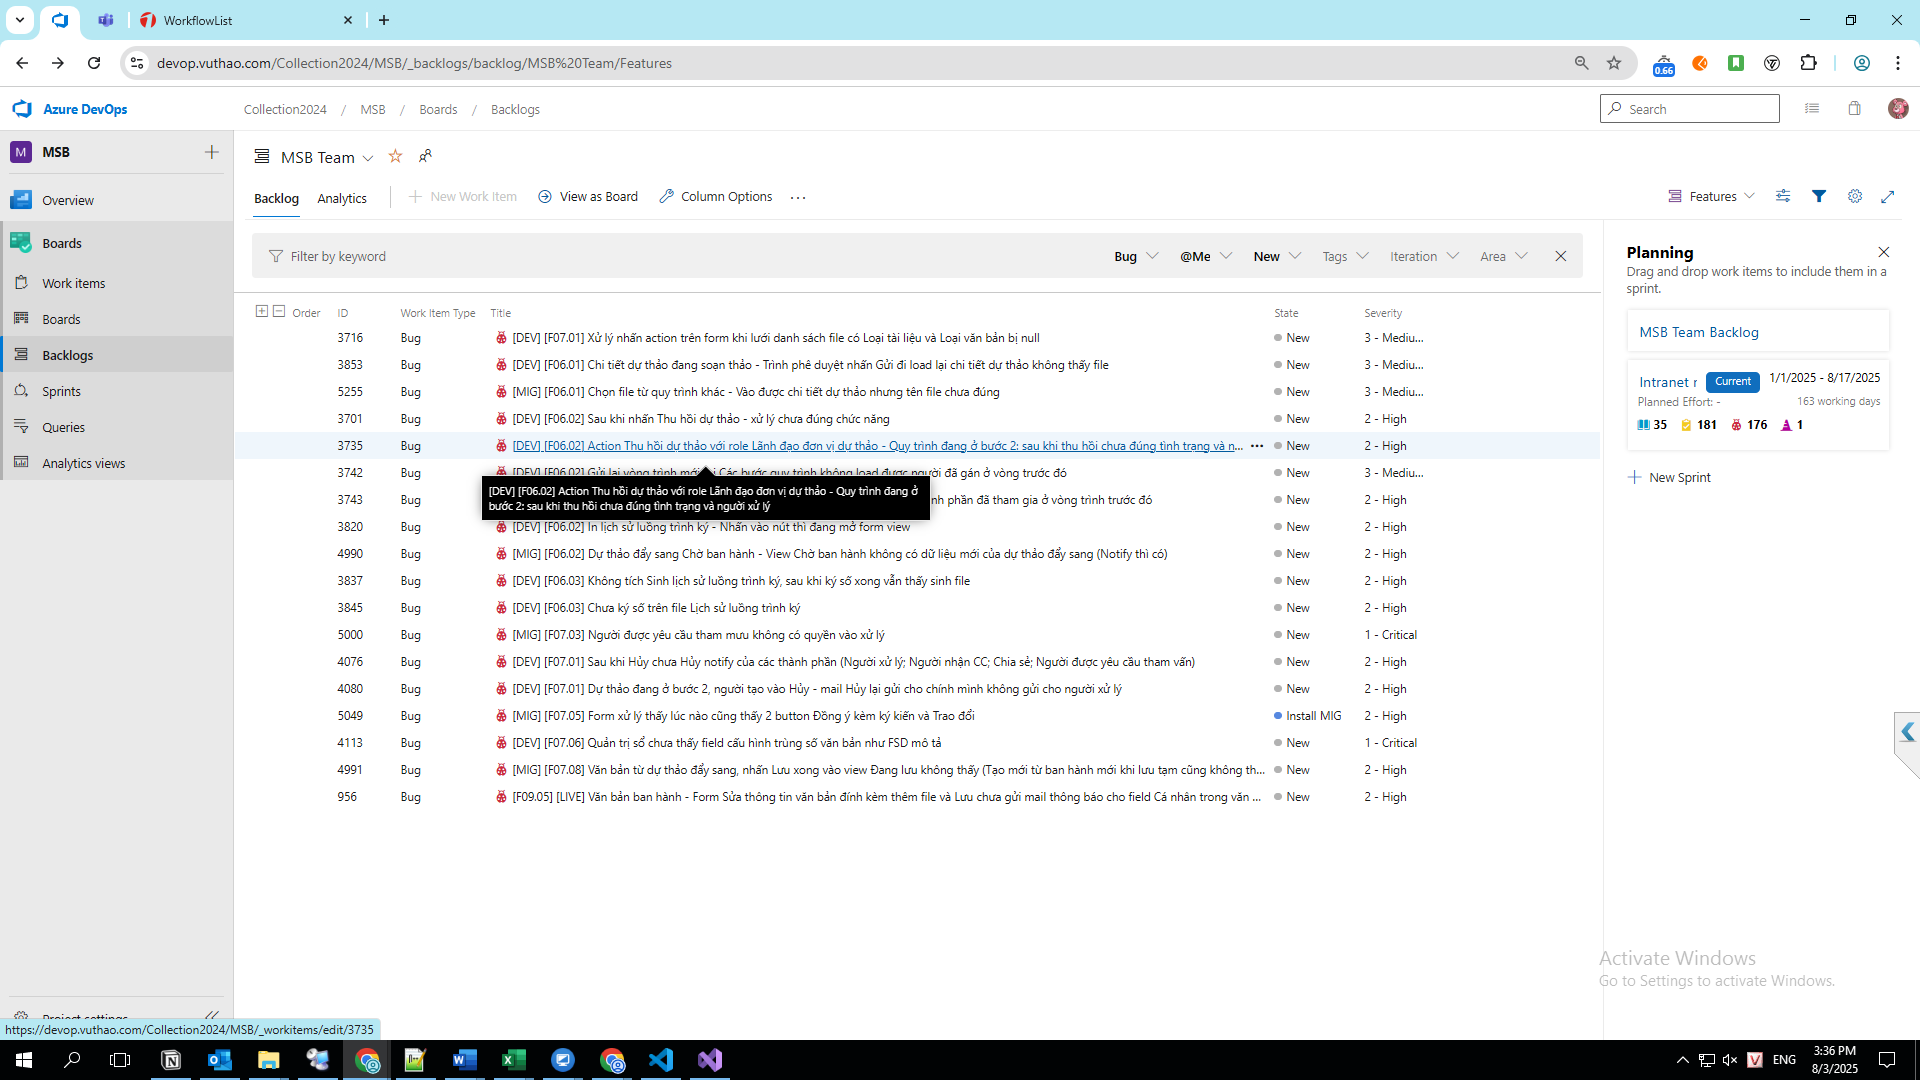 WorkflowList
devop.vuthao.com/Collection2024/MSB/_backlogs/backlog/MSB%20Team/Features
0.66
Azure DevOps
Collection2024 / MSB / Boards / Backlogs
Search
M MSB
Overview
Boards
Work items
Boards
Backlogs
Sprints
Queries
Analytics views
Project settings
MSB Team
Backlog Analytics New Work Item View as Board Column Options
Features
Filter by keyword
Bug @Me New Tags Iteration Area
Order ID Work Item Type Title State Severity
3716 Bug [DEV] [F07.01] Xử lý nhấn action trên form khi lưới danh sách file có Loại tài liệu và Loại văn bản bị null New 3 - Mediu...
3853 Bug [DEV] [F06.01] Chi tiết dự thảo đang soạn thảo - Trình phê duyệt nhấn Gửi đi load lại chi tiết dự thảo không thấy file New 3 - Mediu...
5255 Bug [MIG] [F06.01] Chọn file từ quy trình khác - Vào được chi tiết dự thảo nhưng tên file chưa đúng New 3 - Mediu...
3701 Bug [DEV] [F06.02] Sau khi nhấn Thu hồi dự thảo - xử lý chưa đúng chức năng New 2 - High
3735 Bug [DEV] [F06.02] Action Thu hồi dự thảo với role Lãnh đạo đơn vị dự thảo - Quy trình đang ở bước 2: sau khi thu hồi chưa đúng tình trạng và n... New 2 - High
3742 Bug [DEV] [F06.02] Gửi lại vòng trình mới Các bước quy trình không load được người đã gán ở vòng trước đó New 3 - Mediu...
[DEV] [F06.02] Action Thu hồi dự thảo với role Lãnh đạo đơn vị dự thảo - Quy trình đang ở
bước 2: sau khi thu hồi chưa đúng tình trạng và người xử lý
3743 Bug nh phần đã tham gia ở vòng trình trước đó New 2 - High
3820 Bug [DEV] [F06.02] In lịch sử luồng trình ký - Nhấn vào nút thì đang mở form view New 2 - High
4990 Bug [MIG] [F06.02] Dự thảo đẩy sang Chờ ban hành - View Chờ ban hành không có dữ liệu mới của dự thảo đẩy sang (Notify thì có) New 2 - High
3837 Bug [DEV] [F06.03] Không tích Sinh lịch sử luồng trình ký, sau khi ký số xong vẫn thấy sinh file New 2 - High
3845 Bug [DEV] [F06.03] Chưa ký số trên file Lịch sử luồng trình ký New 2 - High
5000 Bug [MIG] [F07.03] Người được yêu cầu tham mưu không có quyền vào xử lý New 1 - Critical
4076 Bug [DEV] [F07.01] Sau khi Hủy chưa Hủy notify của các thành phần (Người xử lý; Người nhận CC; Chia sẻ; Người được yêu cầu tham vấn) New 2 - High
4080 Bug [DEV] [F07.01] Dự thảo đang ở bước 2, người tạo vào Hủy - mail Hủy lại gửi cho chính mình không gửi cho người xử lý New 2 - High
5049 Bug [MIG] [F07.05] Form xử lý thấy lúc nào cũng thấy 2 button Đồng ý kèm ký kiến và Trao đổi Install MIG 2 - High
4113 Bug [DEV] [F07.06] Quản trị sổ chưa thấy field cấu hình trùng số văn bản như FSD mô tả New 1 - Critical
4991 Bug [MIG] [F07.08] Văn bản từ dự thảo đẩy sang, nhấn Lưu xong vào view Đang lưu không thấy (Tạo mới từ ban hành mới khi lưu tạm cũng không th... New 2 - High
956 Bug [F09.05] [LIVE] Văn bản ban hành - Form Sửa thông tin văn bản đính kèm thêm file và Lưu chưa gửi mail thông báo cho field Cá nhân trong văn ... New 2 - High
Planning
Drag and drop work items to include them in a
sprint.
MSB Team Backlog
Intranet r Current 1/1/2025 - 8/17/2025
Planned Effort: - 163 working days
35 181 176 1
New Sprint
Activate Windows
Go to Settings to activate Windows.
https://devop.vuthao.com/Collection2024/MSB/_workitems/edit/3735
ENG
3:36 PM
8/3/2025